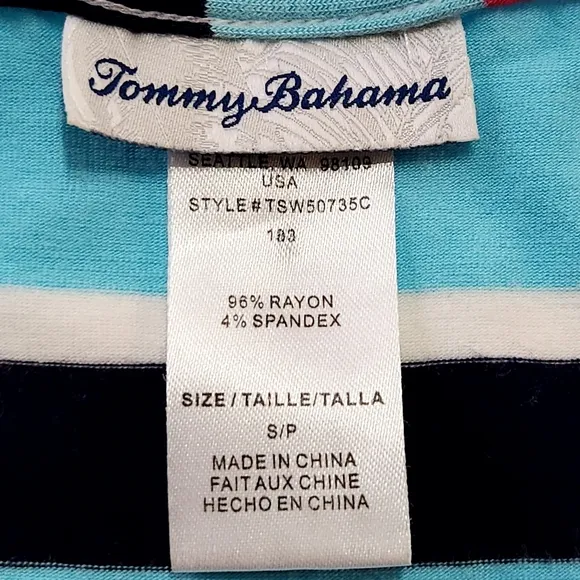 Tommy Bahama
SEATTLE, WA 98109
USA
STYLE#TSW50735C
96% RAYON
4% SPANDEX
SIZE/TAILLE/TALLA
S/P
MADE IN CHINA
FAIT AUX CHINE
HECHO EN CHINA